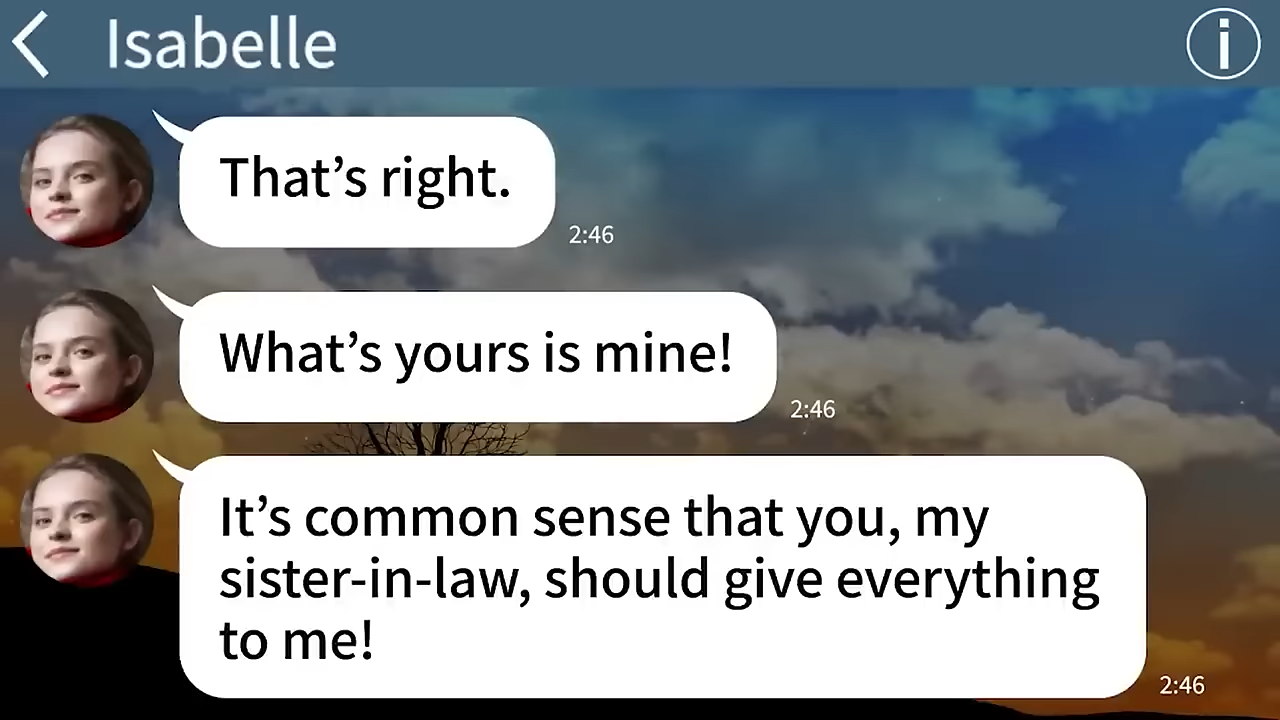 Isabelle
That’s right.
2:46
What’s yours is mine!
2:46
It’s common sense that you, my
sister-in-law, should give everything
to me!
2:46